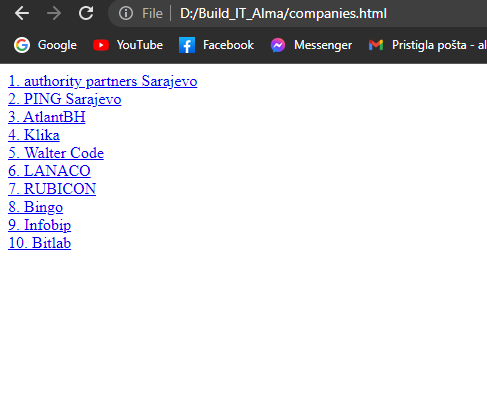 File D:/Build_IT_Alma/companies.html
Google YouTube Facebook Messenger Pristigla pošta - al
1. authority partners Sarajevo
2. PING Sarajevo
3. AtlantBH
4. Klika
5. Walter Code
6. LANACO
7. RUBICON
8. Bingo
9. Infobip
10. Bitlab